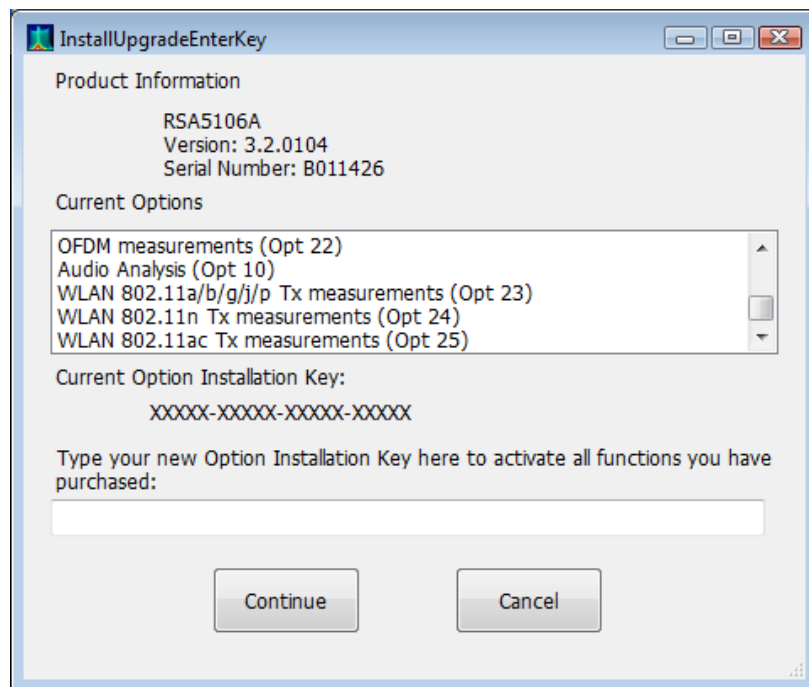 InstallUpgradeEnterKey
Product Information
RSA5106A
Version: 3.2.0104
Serial Number: B011426
Current Options
OFDM measurements (Opt 22)
Audio Analysis (Opt 10)
WLAN 802.11a/b/g/j/p Tx measurements (Opt 23)
WLAN 802.11n Tx measurements (Opt 24)
WLAN 802.11ac Tx measurements (Opt 25)
Current Option Installation Key:
XXXXX-XXXXX-XXXXX-XXXXX
Type your new Option Installation Key here to activate all functions you have
purchased:
Continue
Cancel